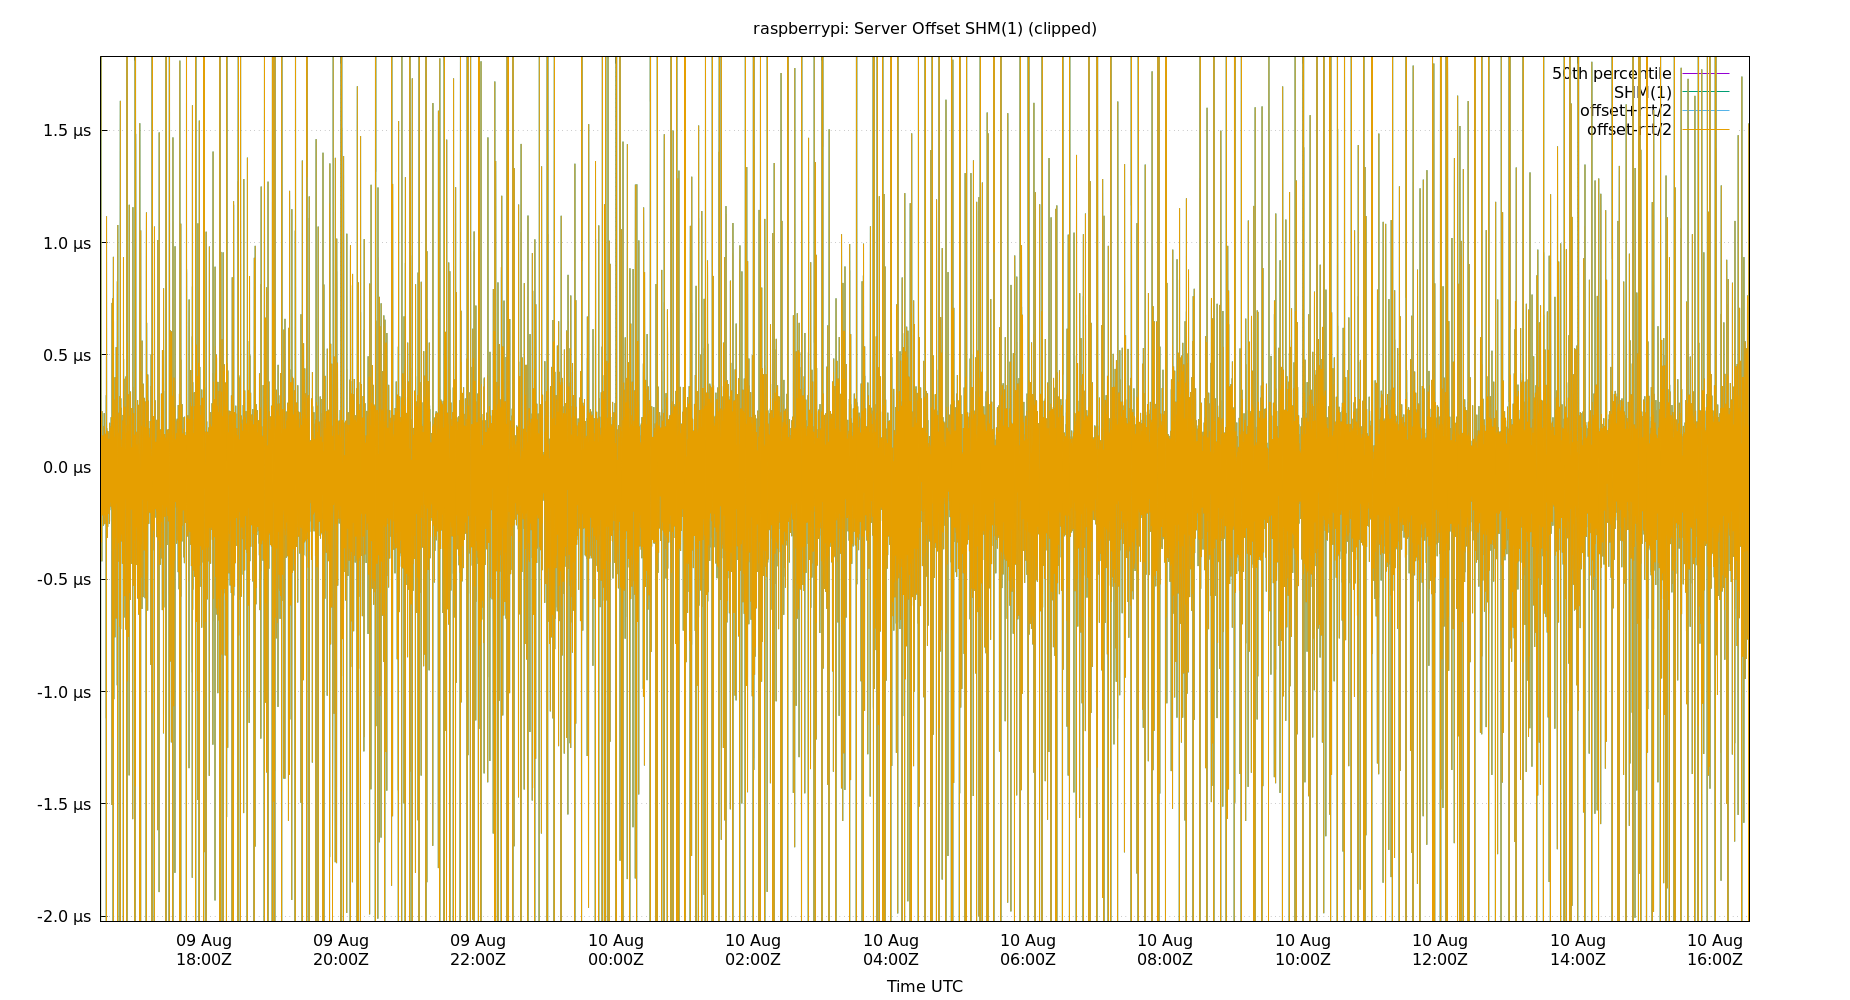 raspberrypi: Server Offset SHM(1) (clipped)
50th percentile
SHM(1)
offset+rtt/2
offset-rtt/2
1.5 µs
1.0 µs
0.5 µs
0.0 µs
-0.5 µs
-1.0 µs
-1.5 µs
-2.0 µs
09 Aug 09 Aug 09 Aug 10 Aug 10 Aug 10 Aug 10 Aug 10 Aug 10 Aug 10 Aug 10 Aug 10 Aug
18:00Z 20:00Z 22:00Z 00:00Z 02:00Z 04:00Z 06:00Z 08:00Z 10:00Z 12:00Z 14:00Z 16:00Z
Time UTC